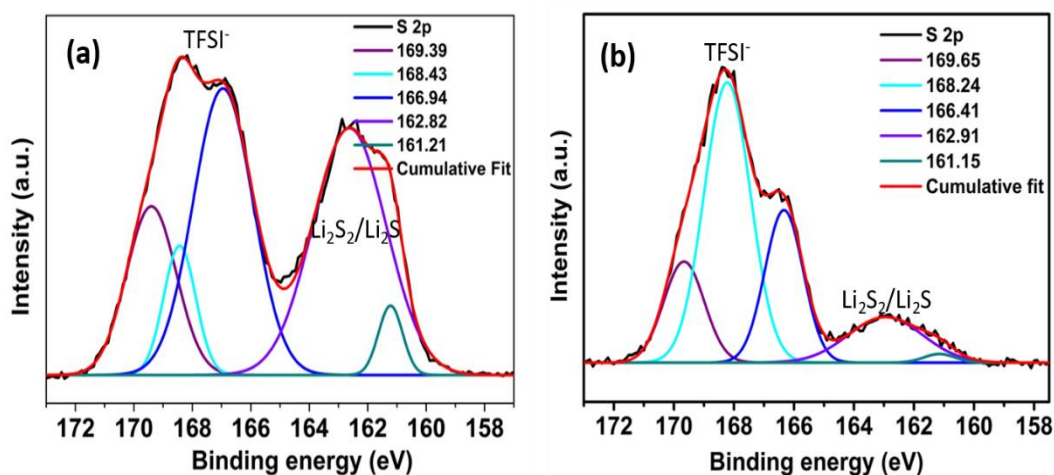 (a)
TFSI⁻
S 2p
169.39
168.43
166.94
162.82
161.21
Cumulative Fit
Li₂S₂/Li₂S
Intensity (a.u.)
172 170 168 166 164 162 160 158
Binding energy (eV)
(b)
TFSI⁻
S 2p
169.65
168.24
166.41
162.91
161.15
Cumulative fit
Li₂S₂/Li₂S
Intensity (a.u.)
172 170 168 166 164 162 160 158
Binding energy (eV)